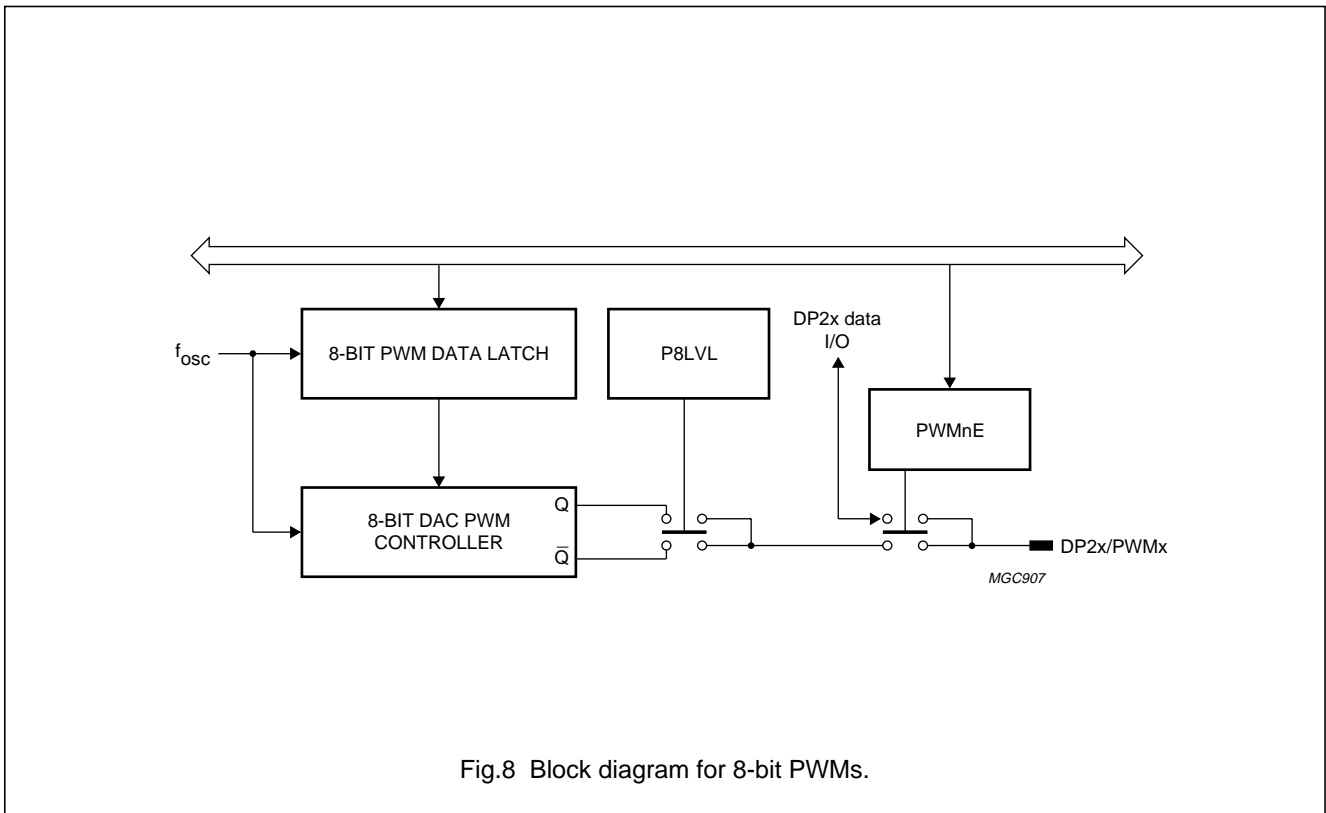 f_osc
8-BIT PWM DATA LATCH
P8LVL
DP2x data
I/O
PWMnE
8-BIT DAC PWM
CONTROLLER
Q
Q̅
DP2x/PWMx
MGC907
Fig.8 Block diagram for 8-bit PWMs.